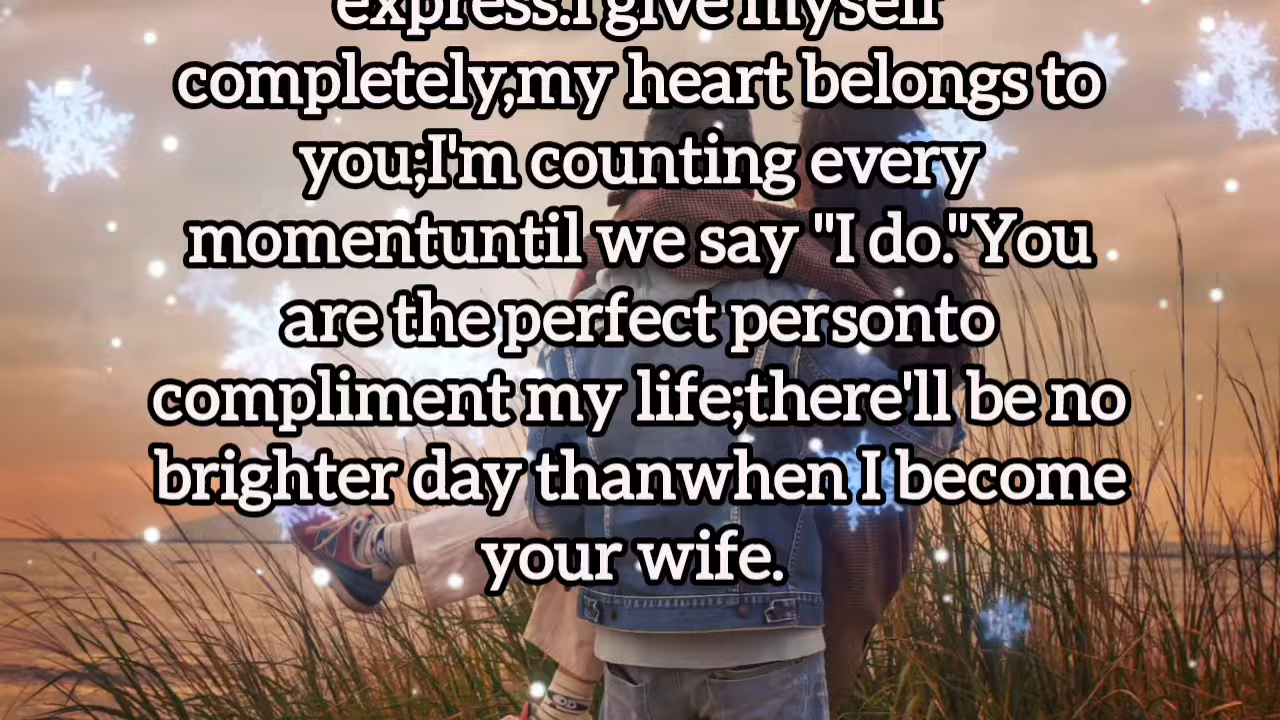 express.I give myself
completely,my heart belongs to
you;I'm counting every
momentuntil we say "I do."You
are the perfect personto
compliment my life;there'll be no
brighter day thanwhen I become
your wife.